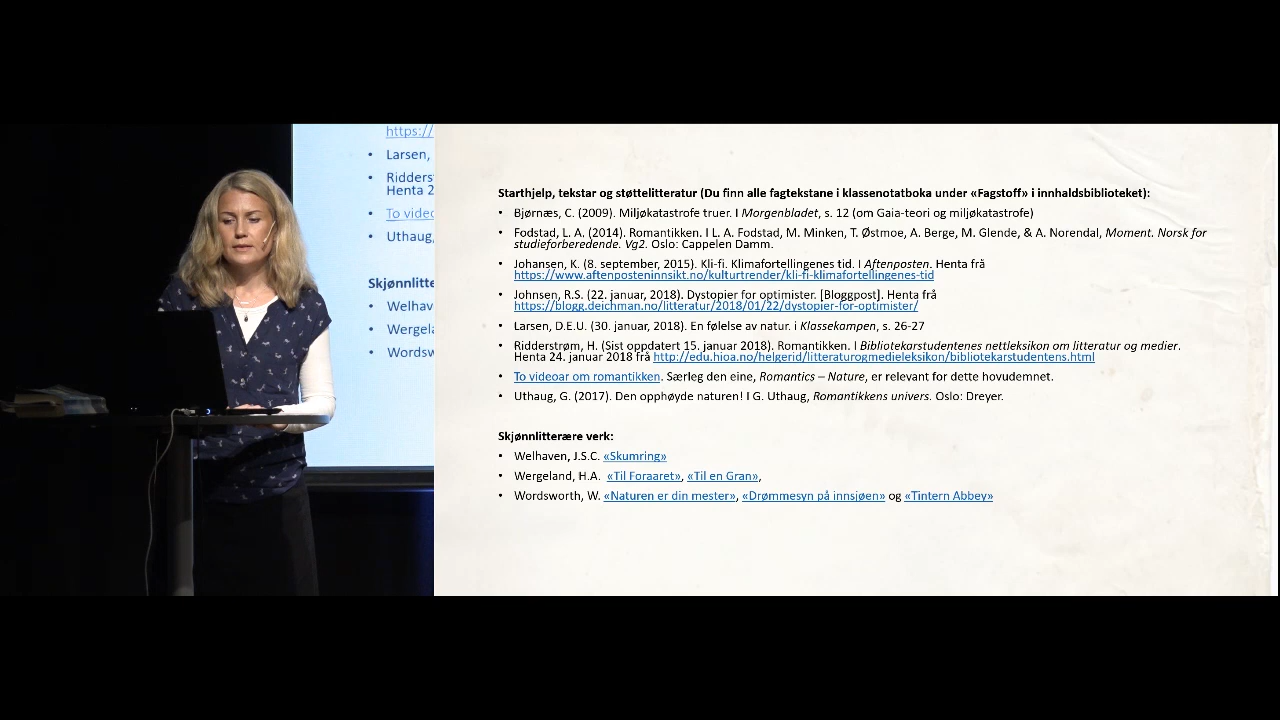 https://
• Larsen,
• Ridders
Henta 2
• To video
• Uthaug,
Skjønnlitte
• Welhav
• Wergela
• Wordsw
Starthjelp, tekstar og støttelitteratur (Du finn alle fagtekstane i klassenotatboka under «Fagstoff» i innhaldsbiblioteket):
• Bjørnæs, C. (2009). Miljøkatastrofe truer. I Morgenbladet, s. 12 (om Gaia-teori og miljøkatastrofe)
• Fodstad, L. A. (2014). Romantikken. I L. A. Fodstad, M. Minken, T. Østmoe, A. Berge, M. Glende, & A. Norendal, Moment. Norsk for
studieforberedende. Vg2. Oslo: Cappelen Damm.
• Johansen, K. (8. september, 2015). Kli-fi. Klimafortellingenes tid. I Aftenposten. Henta frå
https://www.aftenposteninnsikt.no/kulturtrender/kli-fi-klimafortellingenes-tid
• Johnsen, R.S. (22. januar, 2018). Dystopier for optimister. [Bloggpost]. Henta frå
https://blogg.deichman.no/litteratur/2018/01/22/dystopier-for-optimister/
• Larsen, D.E.U. (30. januar, 2018). En følelse av natur. i Klassekampen, s. 26-27
• Ridderstrøm, H. (Sist oppdatert 15. januar 2018). Romantikken. I Bibliotekarstudentenes nettleksikon om litteratur og medier.
Henta 24. januar 2018 frå http://edu.hioa.no/helgerid/litteraturogmedieleksikon/bibliotekarstudentens.html
• To videoar om romantikken. Særleg den eine, Romantics – Nature, er relevant for dette hovudemnet.
• Uthaug, G. (2017). Den opphøyde naturen! I G. Uthaug, Romantikkens univers. Oslo: Dreyer.
Skjønnlitterære verk:
• Welhaven, J.S.C. «Skumring»
• Wergeland, H.A. «Til Foraaret», «Til en Gran»,
• Wordsworth, W. «Naturen er din mester», «Drømmesyn på innsjøen» og «Tintern Abbey»